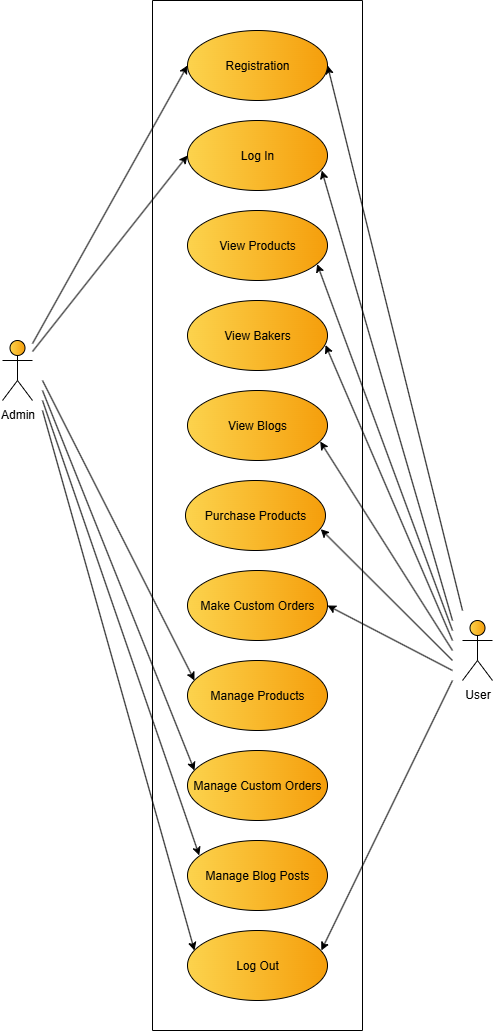 Registration
Log In
View Products
View Bakers
Admin
View Blogs
Purchase Products
Make Custom Orders
User
Manage Products
Manage Custom Orders
Manage Blog Posts
Log Out